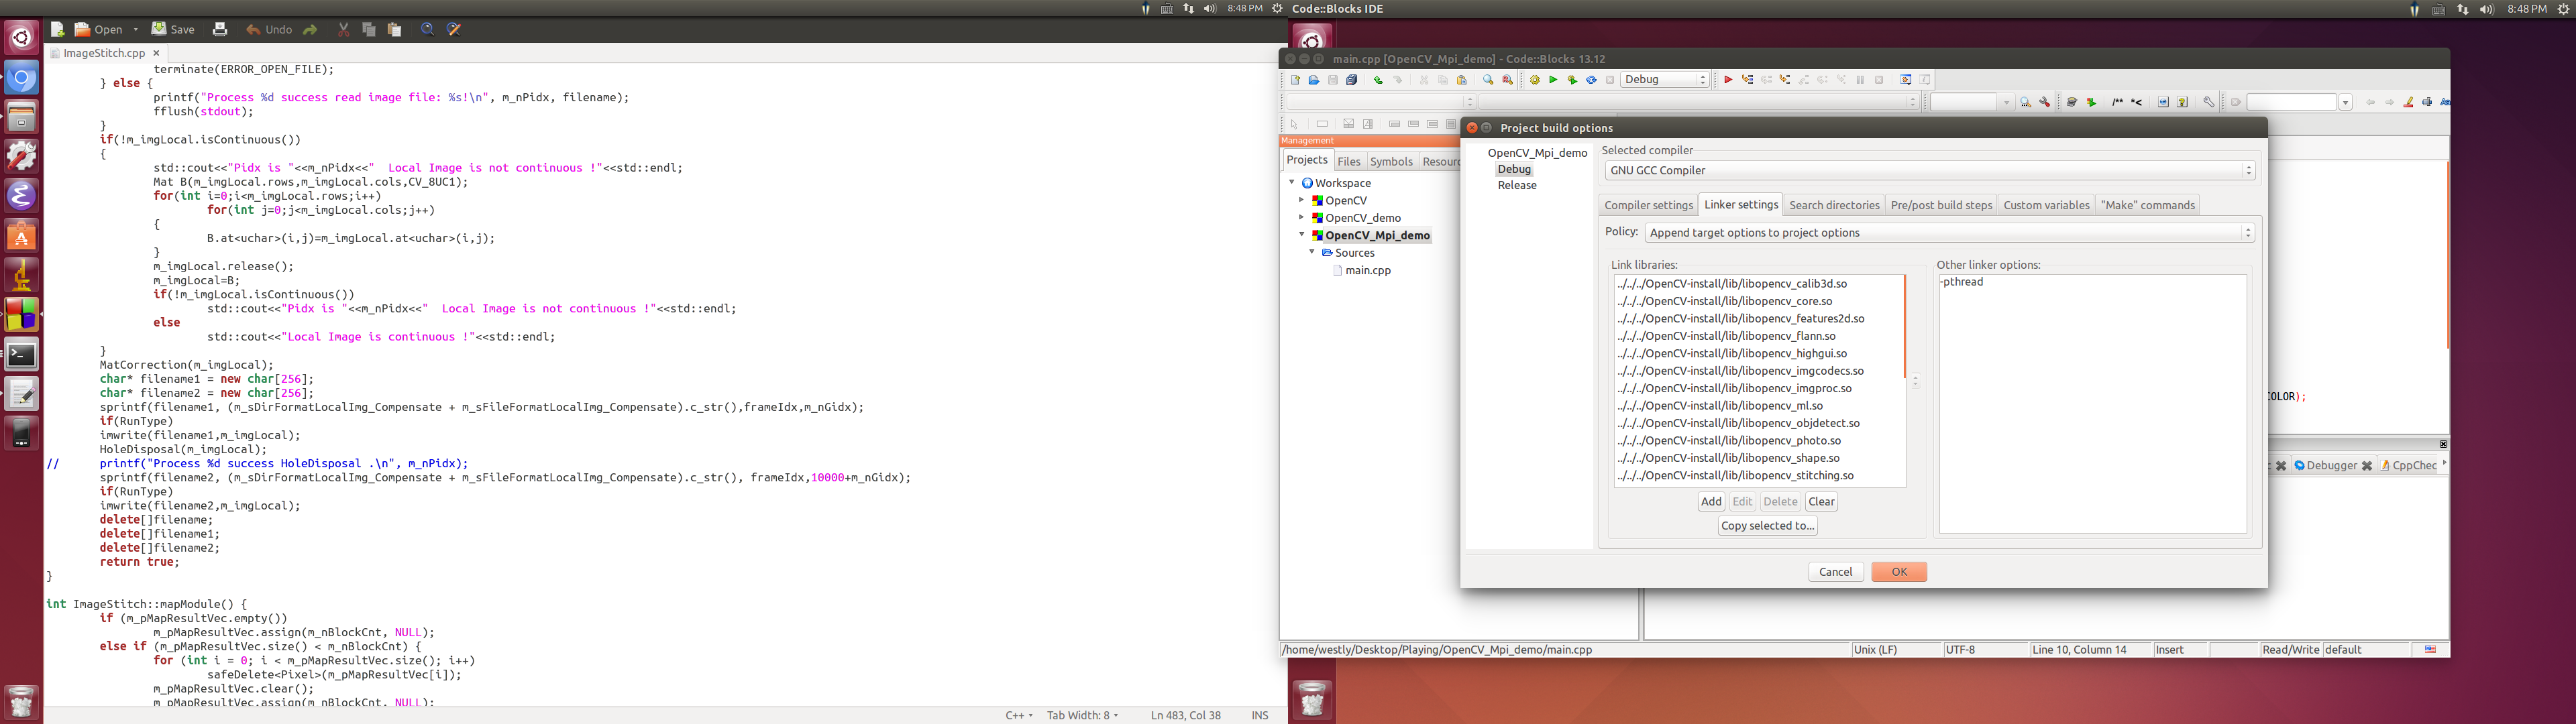 8:48 PM
Code::Blocks IDE
8:48 PM
Open
Save
Undo
ImageStitch.cpp
terminate(ERROR_OPEN_FILE);
} else {
printf("Process %d success read image file: %s!\n", m_nPidx, filename);
fflush(stdout);
}
if(!m_imgLocal.isContinuous())
{
std::cout<<"Pidx is "<<m_nPidx<<"  Local Image is not continuous !"<<std::endl;
Mat B(m_imgLocal.rows,m_imgLocal.cols,CV_8UC1);
for(int i=0;i<m_imgLocal.rows;i++)
for(int j=0;j<m_imgLocal.cols;j++)
{
B.at<uchar>(i,j)=m_imgLocal.at<uchar>(i,j);
}
m_imgLocal.release();
m_imgLocal=B;
if(!m_imgLocal.isContinuous())
std::cout<<"Pidx is "<<m_nPidx<<"  Local Image is not continuous !"<<std::endl;
else
std::cout<<"Local Image is continuous !"<<std::endl;
}
MatCorrection(m_imgLocal);
char* filename1 = new char[256];
char* filename2 = new char[256];
sprintf(filename1, (m_sDirFormatLocalImg_Compensate + m_sFileFormatLocalImg_Compensate).c_str(),frameIdx,m_nGidx);
if(RunType)
imwrite(filename1,m_imgLocal);
HoleDisposal(m_imgLocal);
// printf("Process %d success HoleDisposal .\n", m_nPidx);
sprintf(filename2, (m_sDirFormatLocalImg_Compensate + m_sFileFormatLocalImg_Compensate).c_str(), frameIdx,10000+m_nGidx);
if(RunType)
imwrite(filename2,m_imgLocal);
delete[]filename;
delete[]filename1;
delete[]filename2;
return true;
}
int ImageStitch::mapModule() {
if (m_pMapResultVec.empty())
m_pMapResultVec.assign(m_nBlockCnt, NULL);
else if (m_pMapResultVec.size() < m_nBlockCnt) {
for (int i = 0; i < m_pMapResultVec.size(); i++)
safeDelete<Pixel>(m_pMapResultVec[i]);
m_pMapResultVec.clear();
m_pMapResultVec.assign(m_nBlockCnt, NULL);
C++ Tab Width: 8 Ln 483, Col 38 INS
main.cpp [OpenCV_Mpi_demo] - Code::Blocks 13.12
Debug
/** *<
Management
Projects Files Symbols Resourc
Workspace
OpenCV
OpenCV_demo
OpenCV_Mpi_demo
Sources
main.cpp
Project build options
OpenCV_Mpi_demo
Debug
Release
Selected compiler
GNU GCC Compiler
Compiler settings Linker settings Search directories Pre/post build steps Custom variables "Make" commands
Policy: Append target options to project options
Link libraries:
../../../OpenCV-install/lib/libopencv_calib3d.so
../../../OpenCV-install/lib/libopencv_core.so
../../../OpenCV-install/lib/libopencv_features2d.so
../../../OpenCV-install/lib/libopencv_flann.so
../../../OpenCV-install/lib/libopencv_highgui.so
../../../OpenCV-install/lib/libopencv_imgcodecs.so
../../../OpenCV-install/lib/libopencv_imgproc.so
../../../OpenCV-install/lib/libopencv_ml.so
../../../OpenCV-install/lib/libopencv_objdetect.so
../../../OpenCV-install/lib/libopencv_photo.so
../../../OpenCV-install/lib/libopencv_shape.so
../../../OpenCV-install/lib/libopencv_stitching.so
Other linker options:
-pthread
Add Edit Delete Clear
Copy selected to...
Cancel OK
COLOR);
Debugger CppChec
/home/westly/Desktop/Playing/OpenCV_Mpi_demo/main.cpp Unix (LF) UTF-8 Line 10, Column 14 Insert Read/Write default